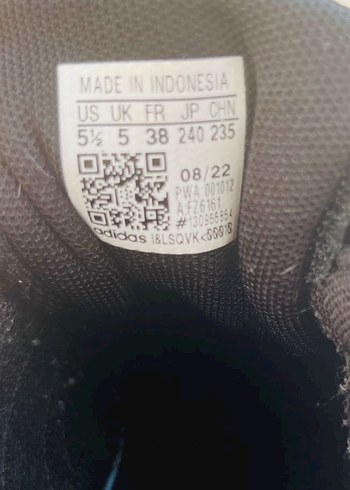 MADE IN INDONESIA
US UK FR JP CHN
5½ 5 38 240 235
08/22
PWA 001012
A FZ6161
adidas